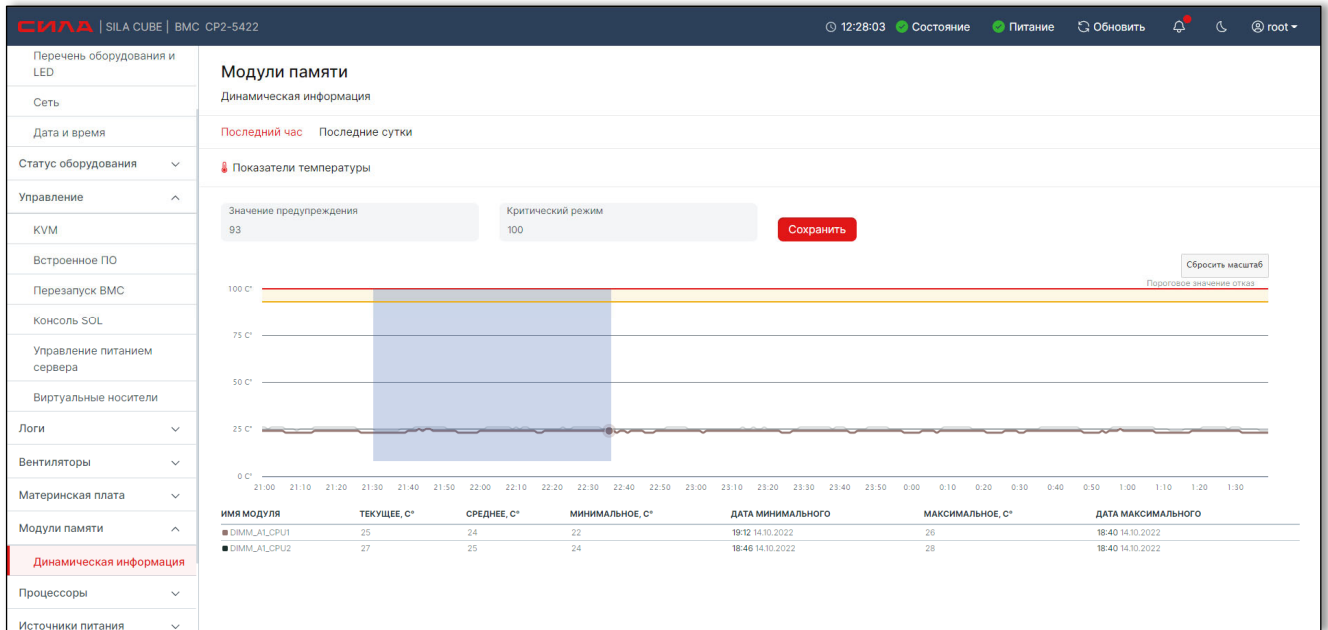 СИЛА | SILA CUBE | BMC CP2-5422
12:28:03 Состояние Питание Обновить root
Перечень оборудования и
LED
Сеть
Дата и время
Статус оборудования
Управление
KVM
Встроенное ПО
Перезапуск BMC
Консоль SOL
Управление питанием
сервера
Виртуальные носители
Логи
Вентиляторы
Материнская плата
Модули памяти
Динамическая информация
Процессоры
Источники питания
Модули памяти
Динамическая информация
Последний час Последние сутки
Показатели температуры
Значение предупреждения
93
Критический режим
100
Сохранить
Сбросить масштаб
Пороговое значение отказ
100 C°
75 C°
50 C°
25 C°
0 C°
21:00 21:10 21:20 21:30 21:40 21:50 22:00 22:10 22:20 22:30 22:40 22:50 23:00 23:10 23:20 23:30 23:40 23:50 0:00 0:10 0:20 0:30 0:40 0:50 1:00 1:10 1:20 1:30
ИМЯ МОДУЛЯ ТЕКУЩЕЕ, C° СРЕДНЕЕ, C° МИНИМАЛЬНОЕ, C° ДАТА МИНИМАЛЬНОГО МАКСИМАЛЬНОЕ, C° ДАТА МАКСИМАЛЬНОГО
DIMM_A1_CPU1 25 24 22 19:12 14.10.2022 26 18:40 14.10.2022
DIMM_A1_CPU2 27 25 24 18:46 14.10.2022 28 18:40 14.10.2022